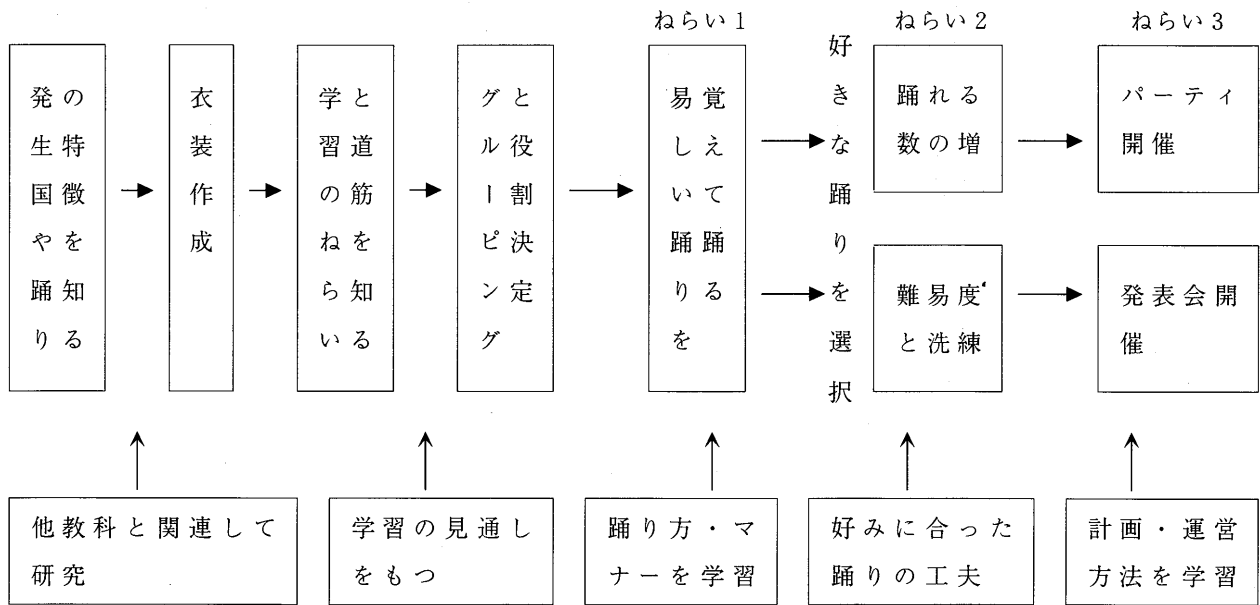 発生国や踊り
の特徴を知る
衣装作成
学習のねらい
と道筋を知る
グルーピング
と役割決定
ねらい1
易しい踊りを
覚えて踊る
好きな踊りを選択
ねらい2
踊れる
数の増
難易度
と洗練
ねらい3
パーティ
開催
発表会開
催
他教科と関連して
研究
学習の見通し
をもつ
踊り方・マ
ナーを学習
好みに合った
踊りの工夫
計画・運営
方法を学習